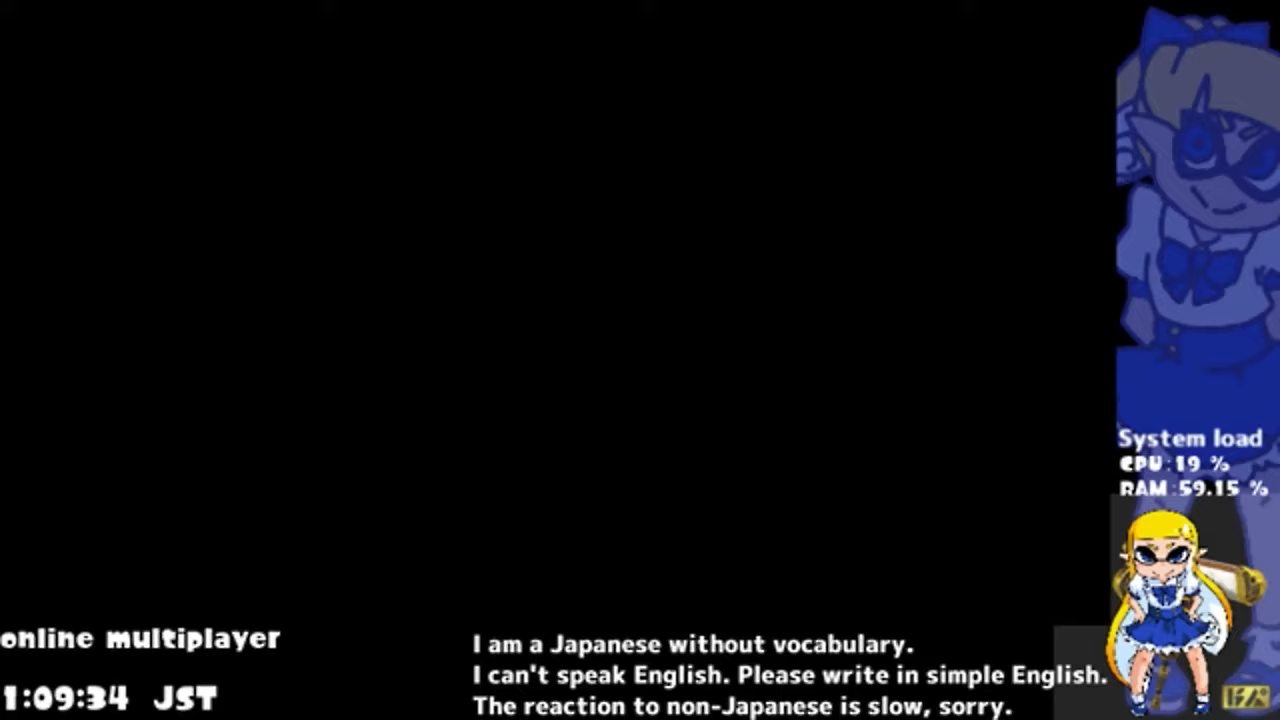 System load
CPU:19 %
RAM:59.15 %
online multiplayer
I am a Japanese without vocabulary.
I can't speak English. Please write in simple English.
1:09:34 JST
The reaction to non-Japanese is slow, sorry.